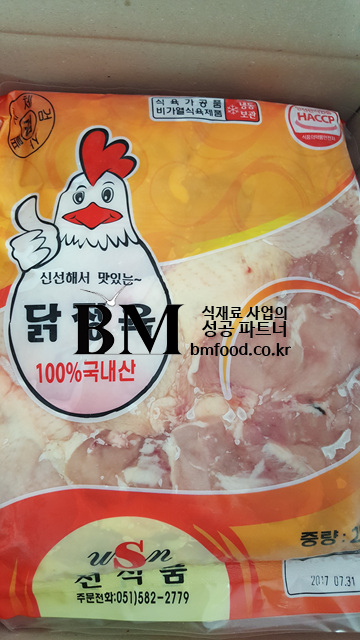 식육가공품
비가열식육제품
냉동
보관
HACCP
신선해서 맛있는~
닭
육
100%국내산
BM
식재료 사업의
성공 파트너
bmfood.co.kr
중량:2
usn
식품
주문전화:051)582-2779
2017 07.31